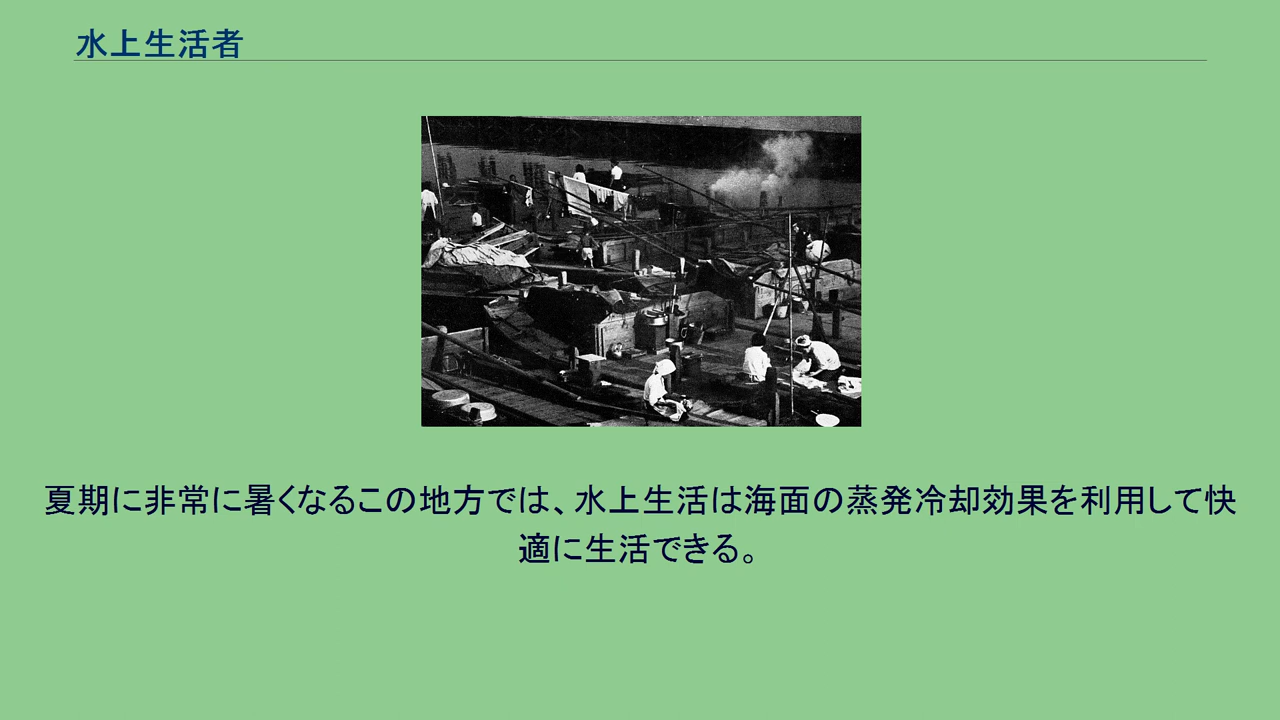 水上生活者
夏期に非常に暑くなるこの地方では、水上生活は海面の蒸発冷却効果を利用して快
適に生活できる。